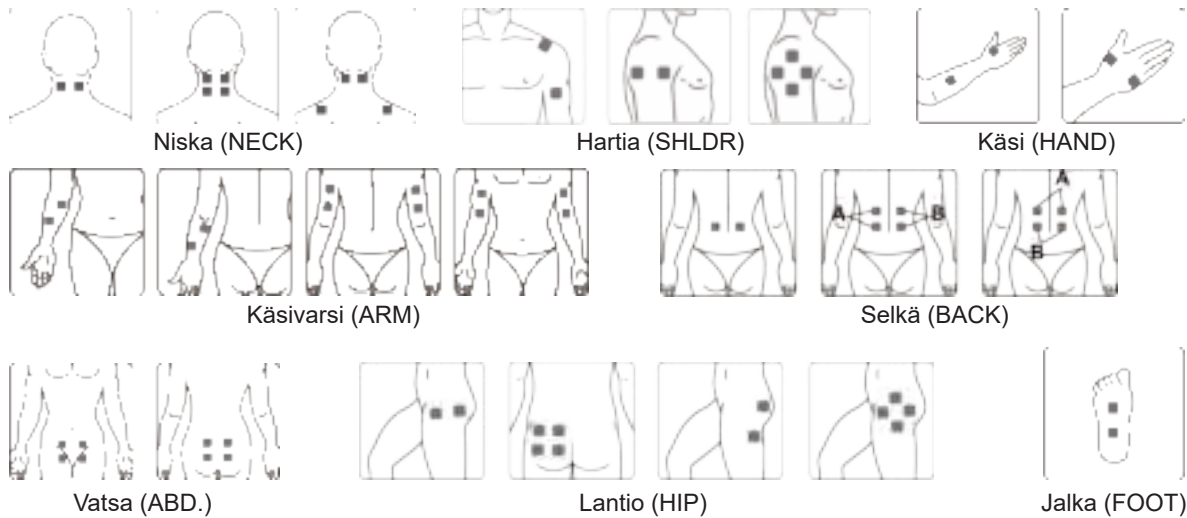 Niska (NECK)
Hartia (SHLDR)
Käsi (HAND)
A B
A
B
Käsivarsi (ARM)
Selkä (BACK)
Vatsa (ABD.)
Lantio (HIP)
Jalka (FOOT)